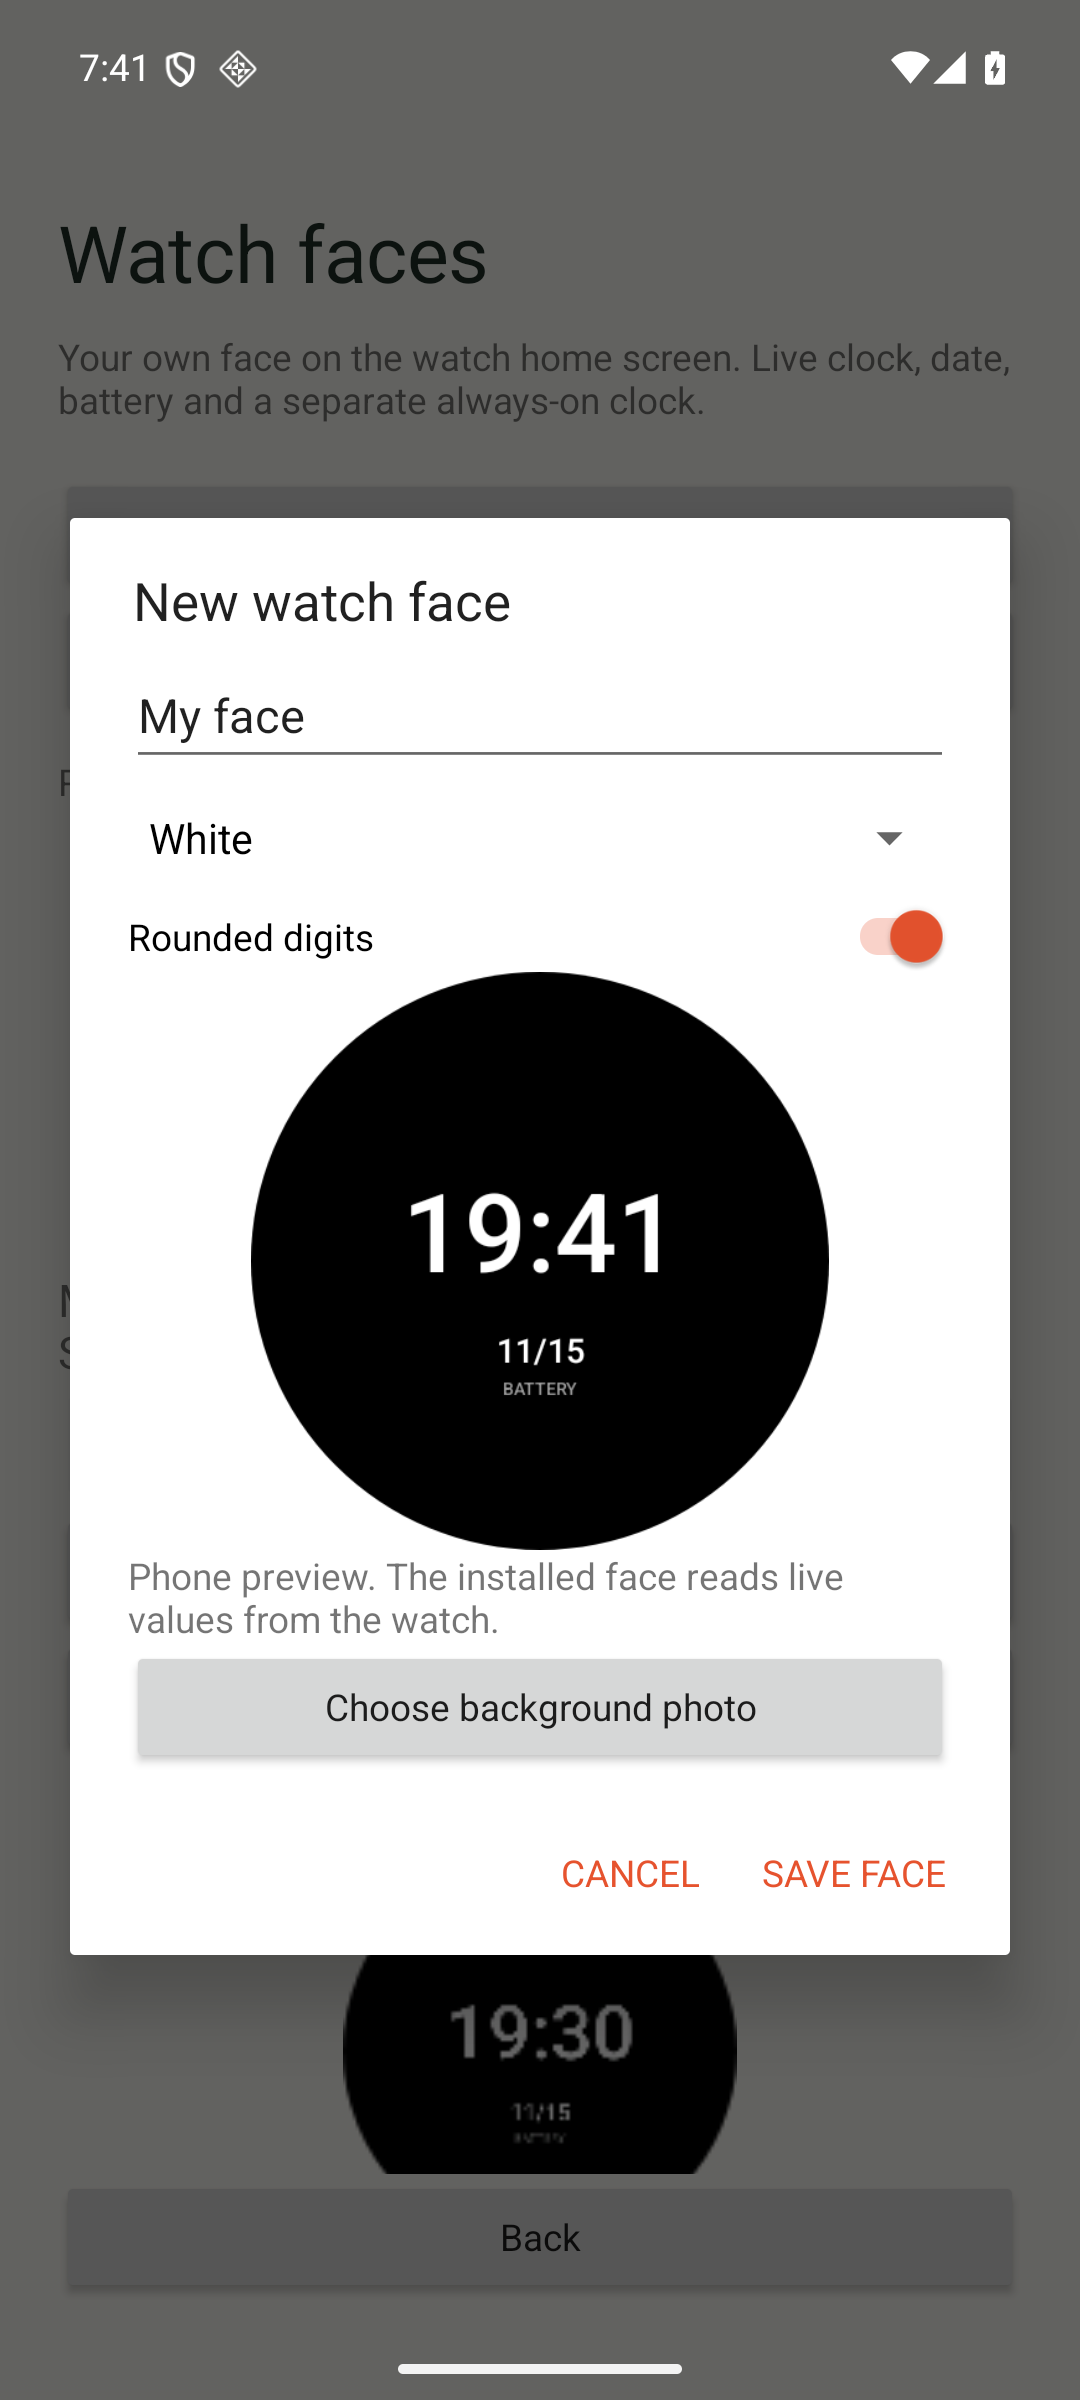 7:41
Watch faces
Your own face on the watch home screen. Live clock, date,
battery and a separate always-on clock.
New watch face
My face
White
Rounded digits
19:41
11/15
BATTERY
Phone preview. The installed face reads live
values from the watch.
Choose background photo
CANCEL
SAVE FACE
19:30
11/15
Back